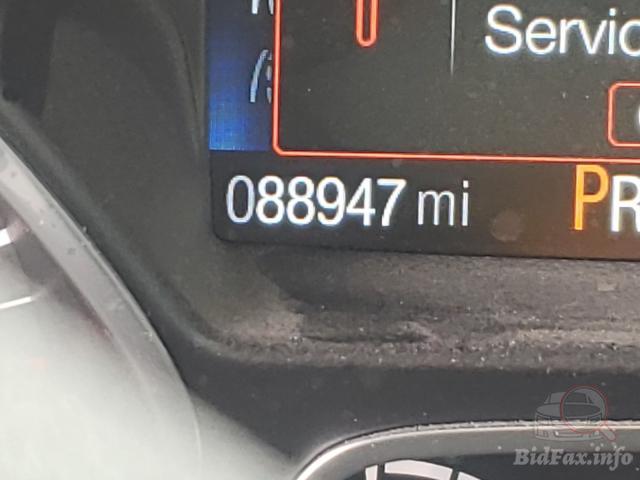 Servic
088947 mi PR
BidFax.info